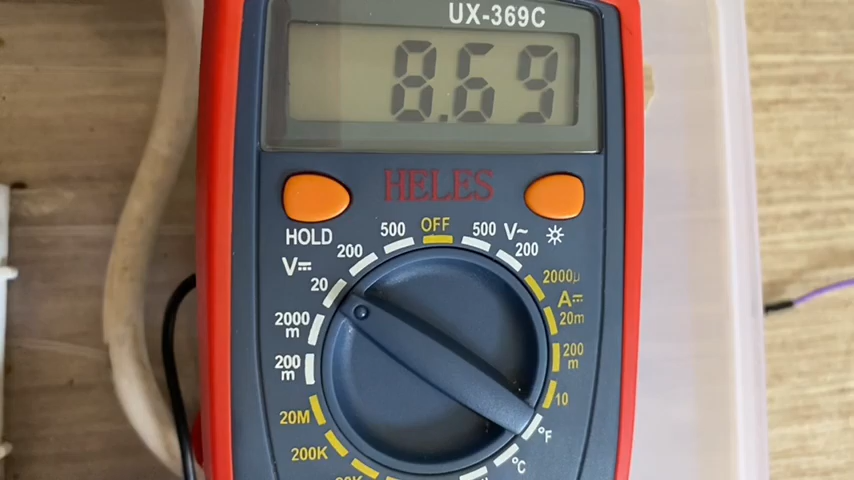 UX-369C
8.69
HELES
HOLD
OFF
500
200
20
2000
m
200
m
20M
200K
V⎓
500
V~
200
2000µ
A⎓
20m
200
m
10
°F
°C